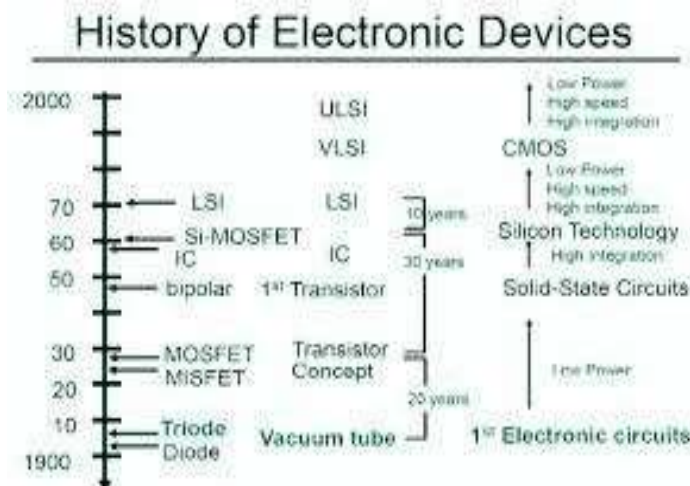 History of Electronic Devices
2000
70
60
50
30
20
10
1900
LSI
Si-MOSFET
IC
bipolar
MOSFET
MISFET
Triode
Diode
ULSI
VLSI
LSI
IC
1st Transistor
Transistor
Concept
Vacuum tube
10 years
30 years
20 years
Low Power
High speed
High integration
CMOS
Low Power
High speed
High integration
Silicon Technology
High integration
Solid-State Circuits
Low Power
1st Electronic circuits